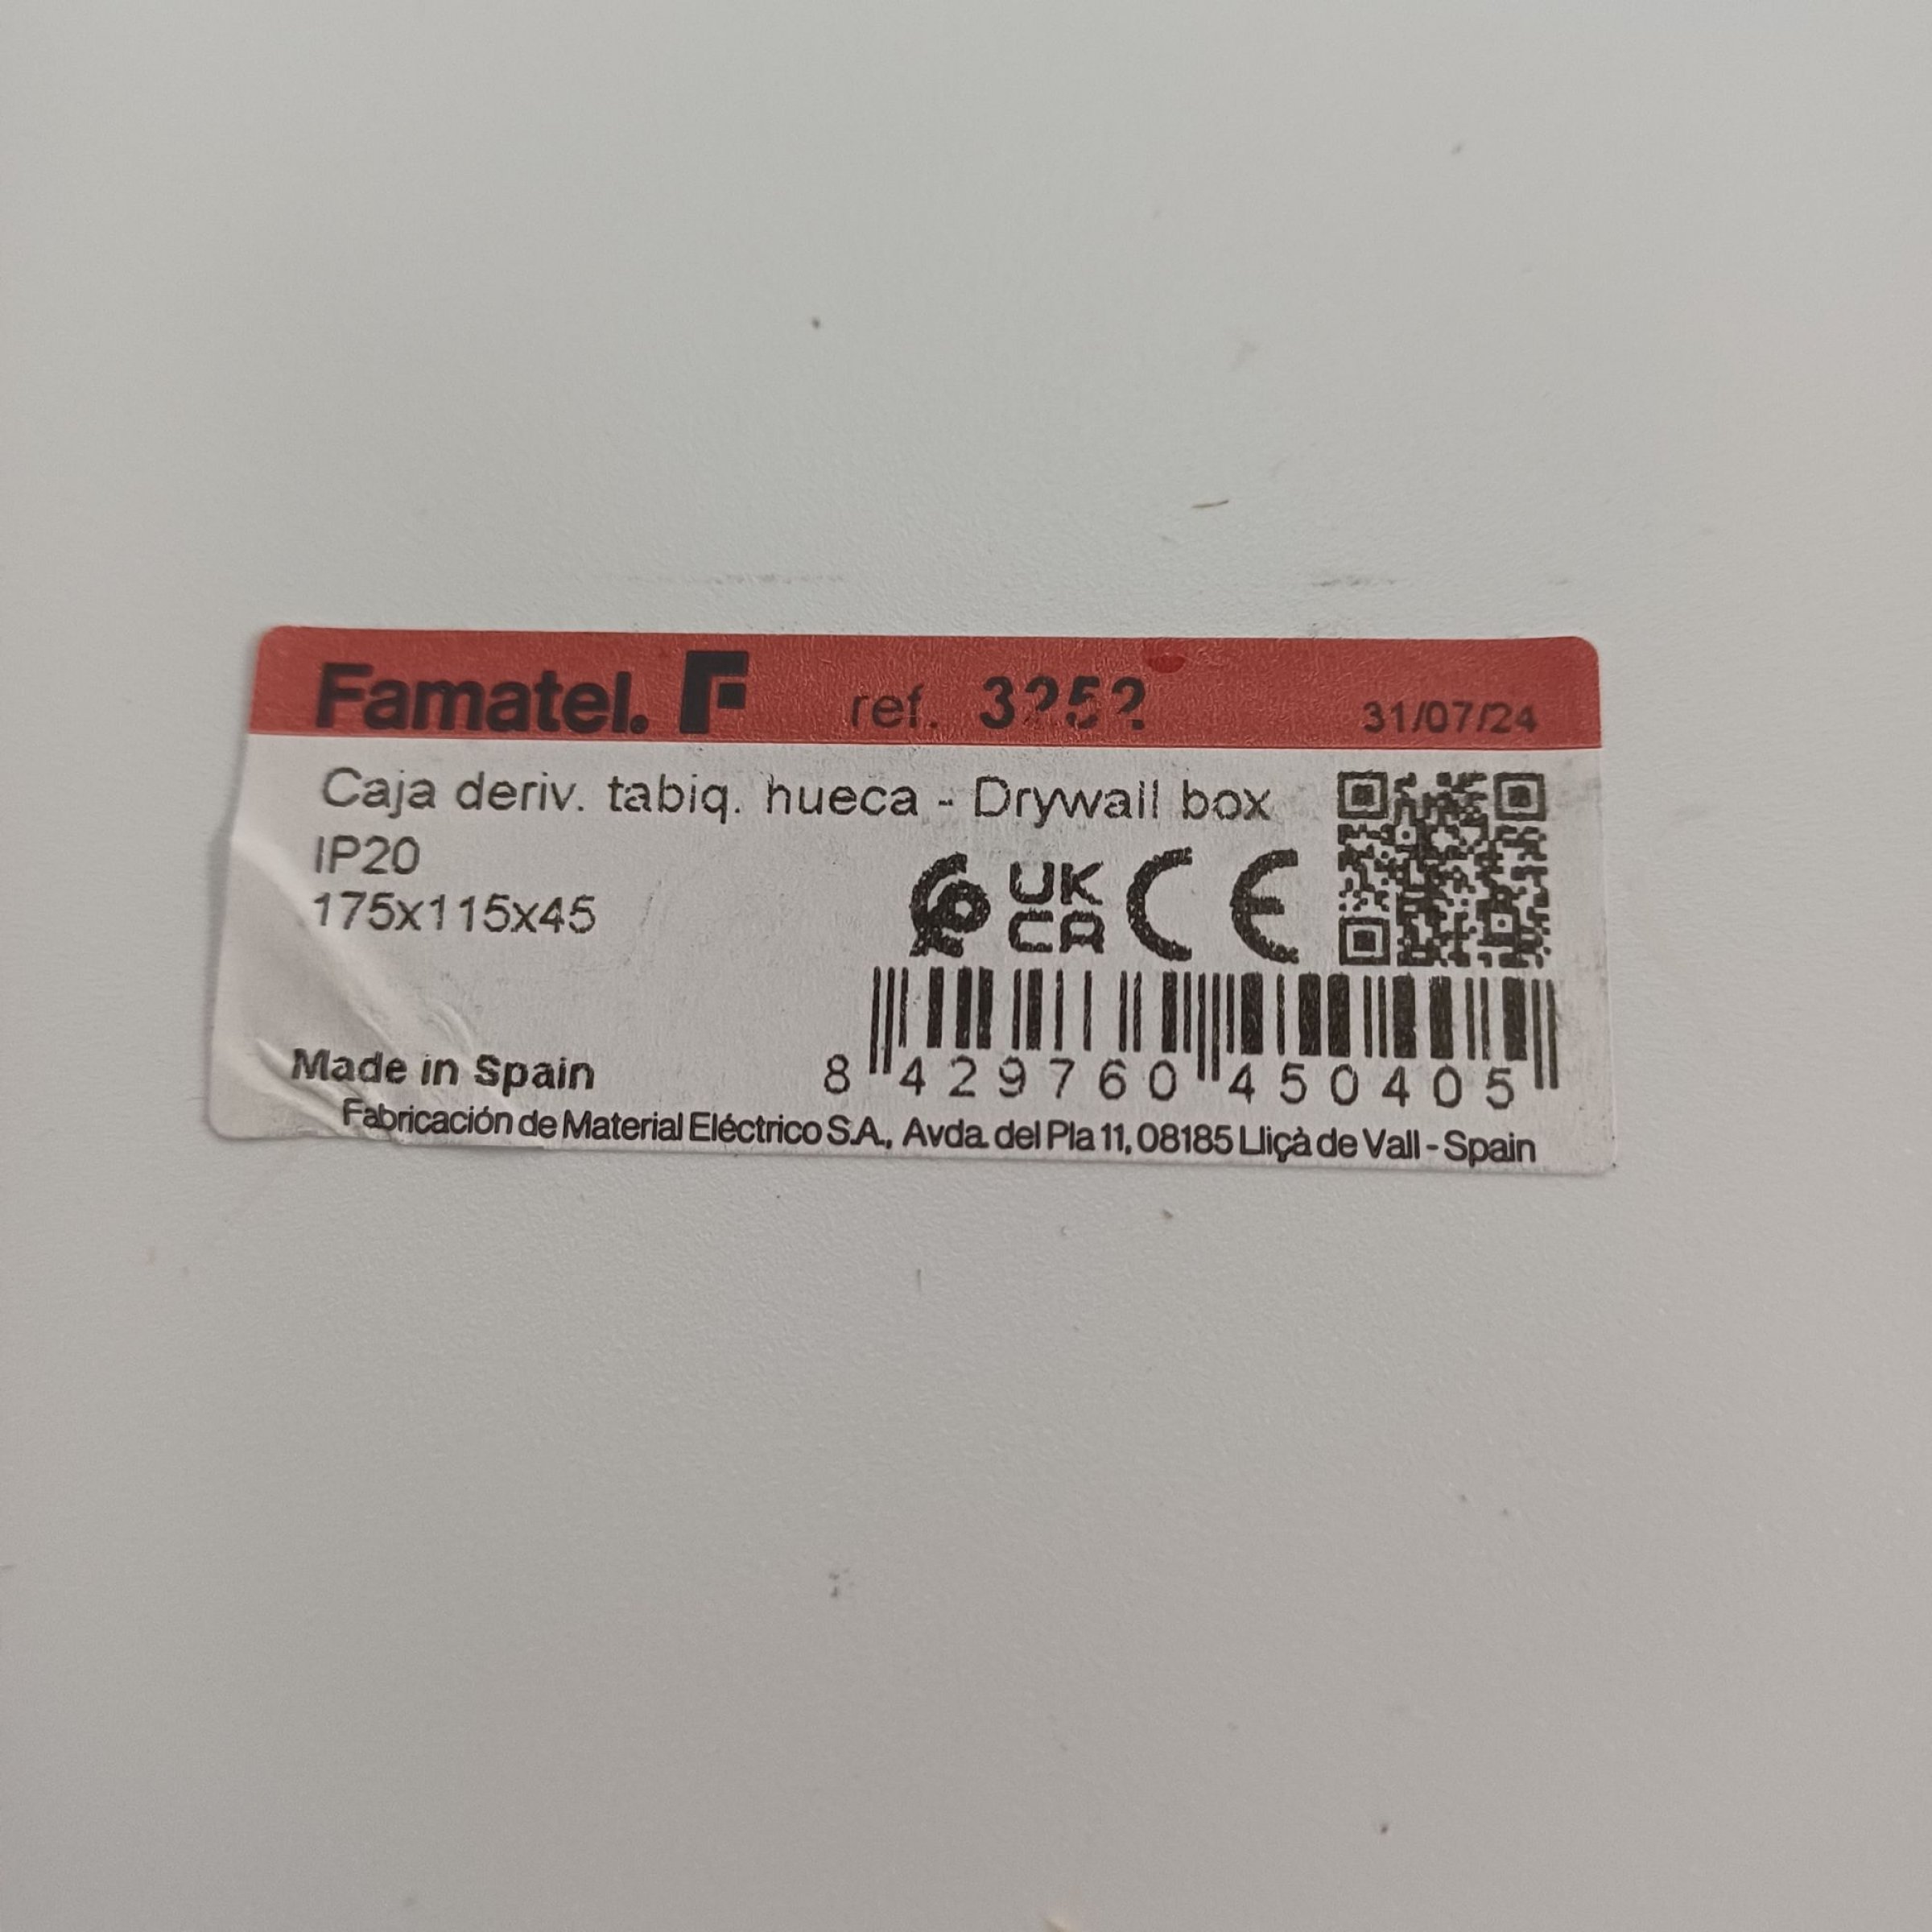 Famatel. ref. 3252 31/07/24
Caja deriv. tabiq. hueca - Drywall box
IP20
175x115x45
UK
CA
CE
Made in Spain
8 429760 450405
Fabricación de Material Eléctrico S.A., Avda. del Pla 11, 08185 Lliçà de Vall - Spain